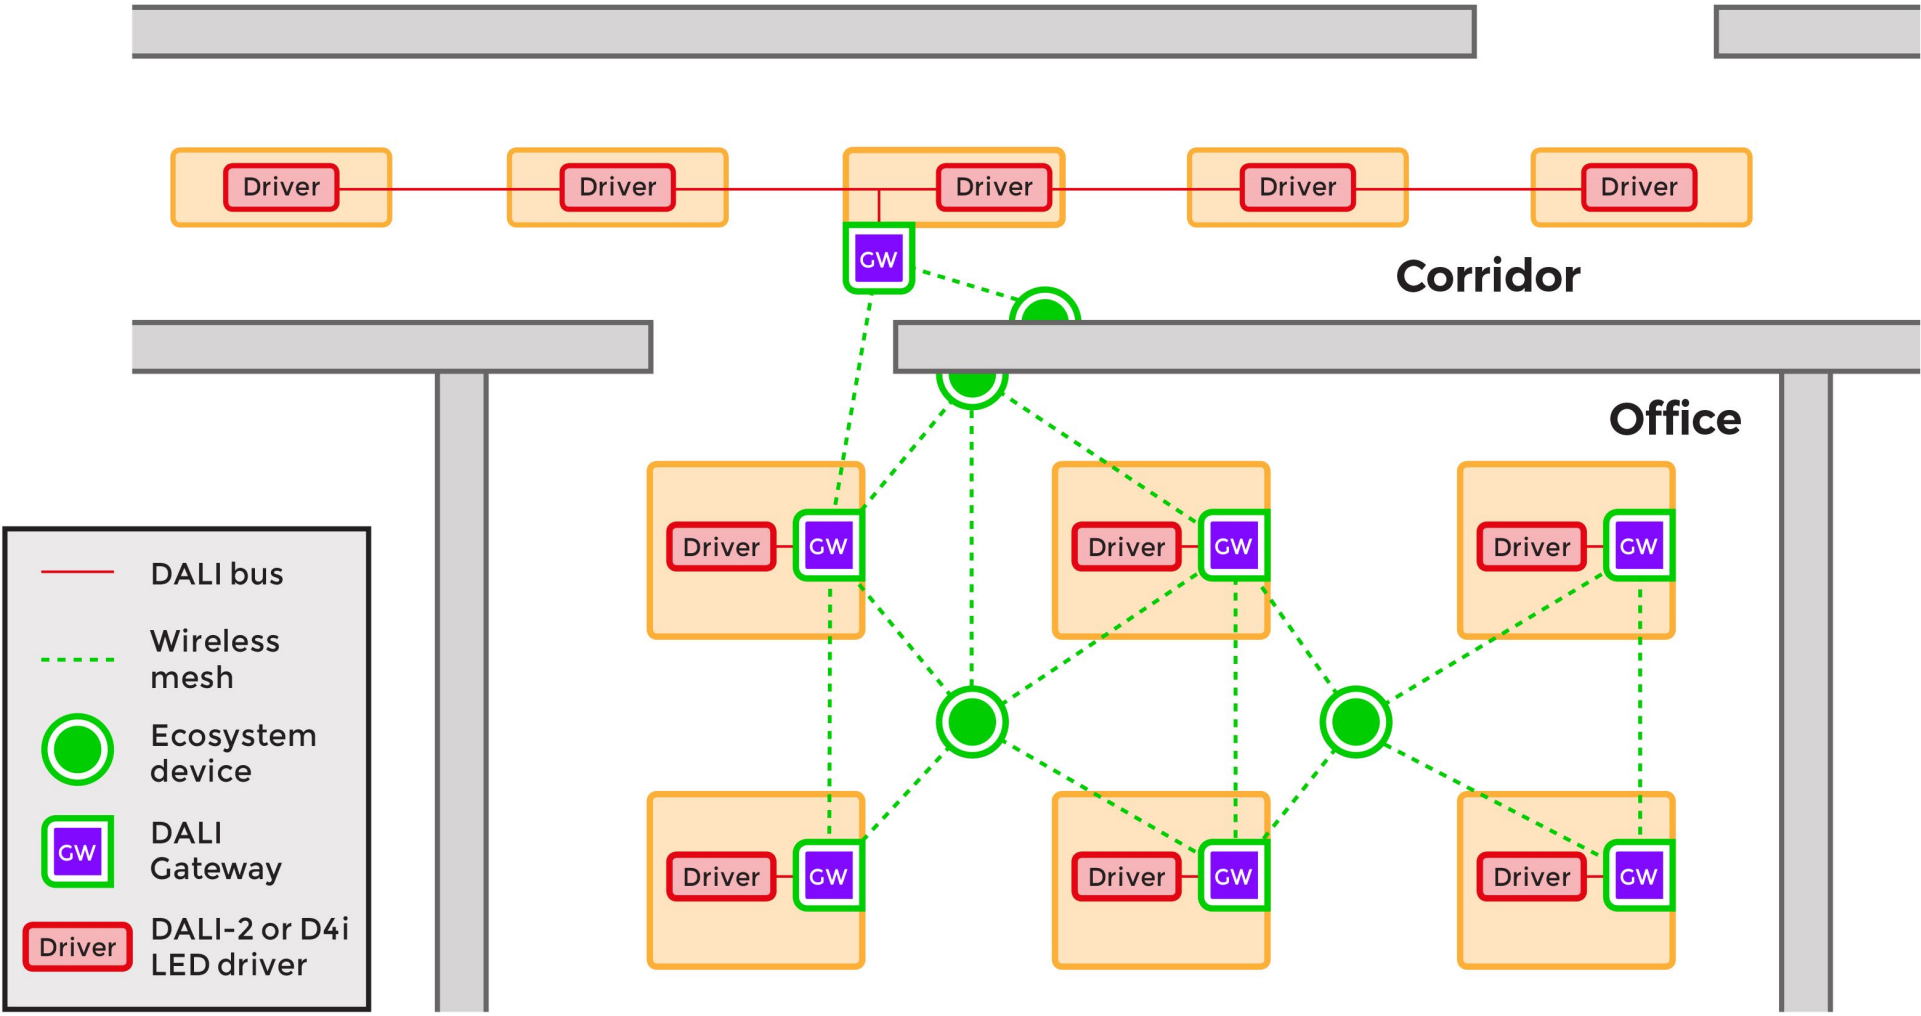 Driver Driver Driver Driver Driver
GW
Corridor
Office
Driver GW Driver GW Driver GW
DALI bus
Wireless
mesh
Ecosystem
device
GW DALI
Gateway
Driver DALI-2 or D4i
LED driver
Driver GW Driver GW Driver GW